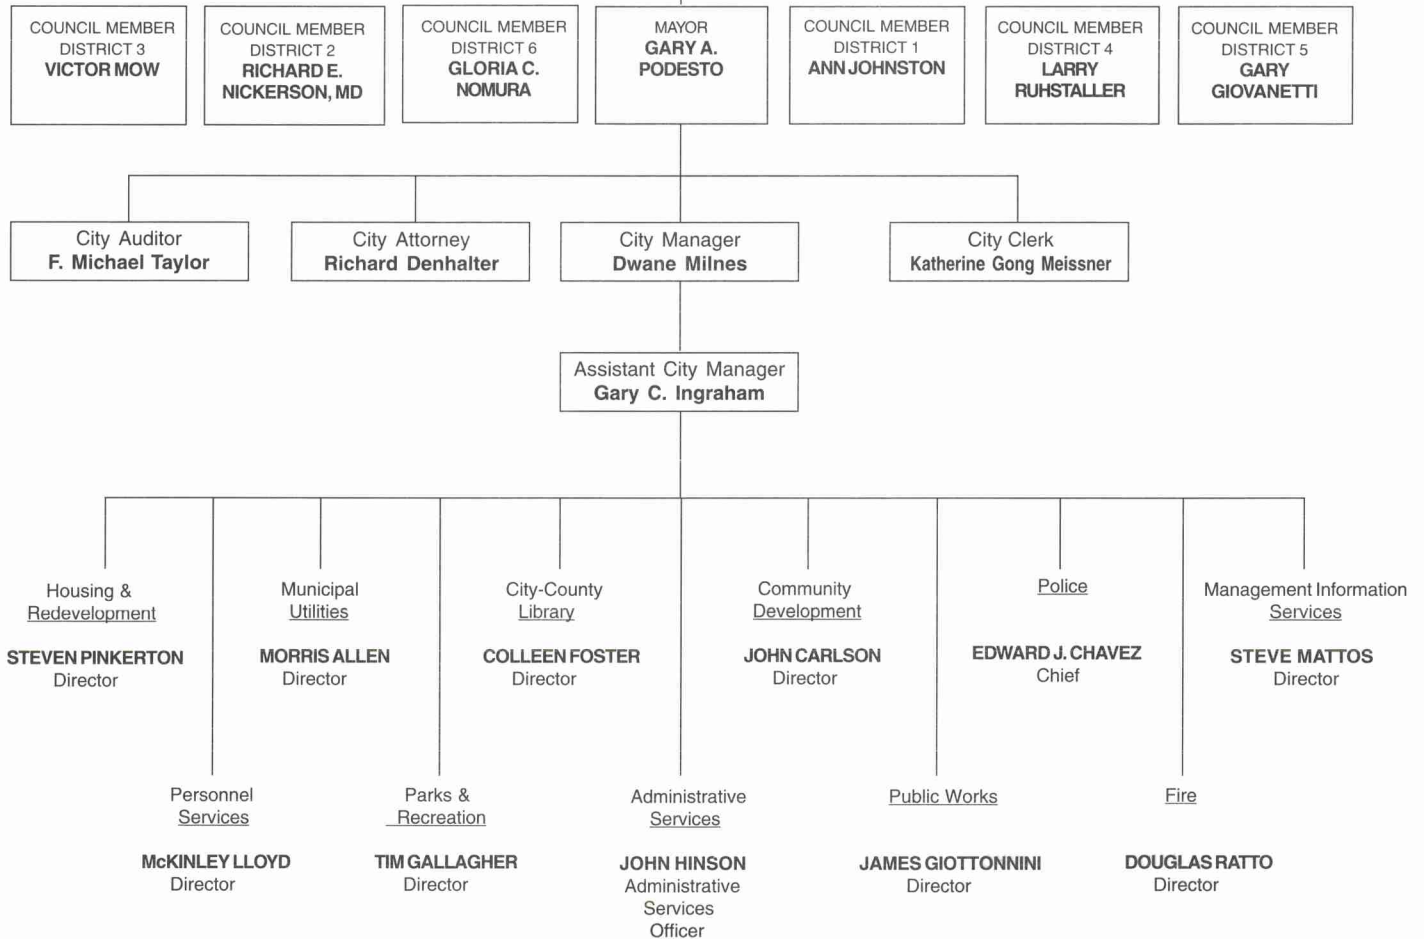 COUNCIL MEMBER
DISTRICT 3
VICTOR MOW
COUNCIL MEMBER
DISTRICT 2
RICHARD E.
NICKERSON, MD
COUNCIL MEMBER
DISTRICT 6
GLORIA C.
NOMURA
MAYOR
GARY A.
PODESTO
COUNCIL MEMBER
DISTRICT 1
ANN JOHNSTON
COUNCIL MEMBER
DISTRICT 4
LARRY
RUHSTALLER
COUNCIL MEMBER
DISTRICT 5
GARY
GIOVANETTI
City Auditor
F. Michael Taylor
City Attorney
Richard Denhalter
City Manager
Dwane Milnes
City Clerk
Katherine Gong Meissner
Assistant City Manager
Gary C. Ingraham
Housing &
Redevelopment
STEVEN PINKERTON
Director
Municipal
Utilities
MORRIS ALLEN
Director
City-County
Library
COLLEEN FOSTER
Director
Community
Development
JOHN CARLSON
Director
Police
EDWARD J. CHAVEZ
Chief
Management Information
Services
STEVE MATTOS
Director
Personnel
Services
McKINLEY LLOYD
Director
Parks &
Recreation
TIM GALLAGHER
Director
Administrative
Services
JOHN HINSON
Administrative
Services
Officer
Public Works
JAMES GIOTTONNINI
Director
Fire
DOUGLAS RATTO
Director